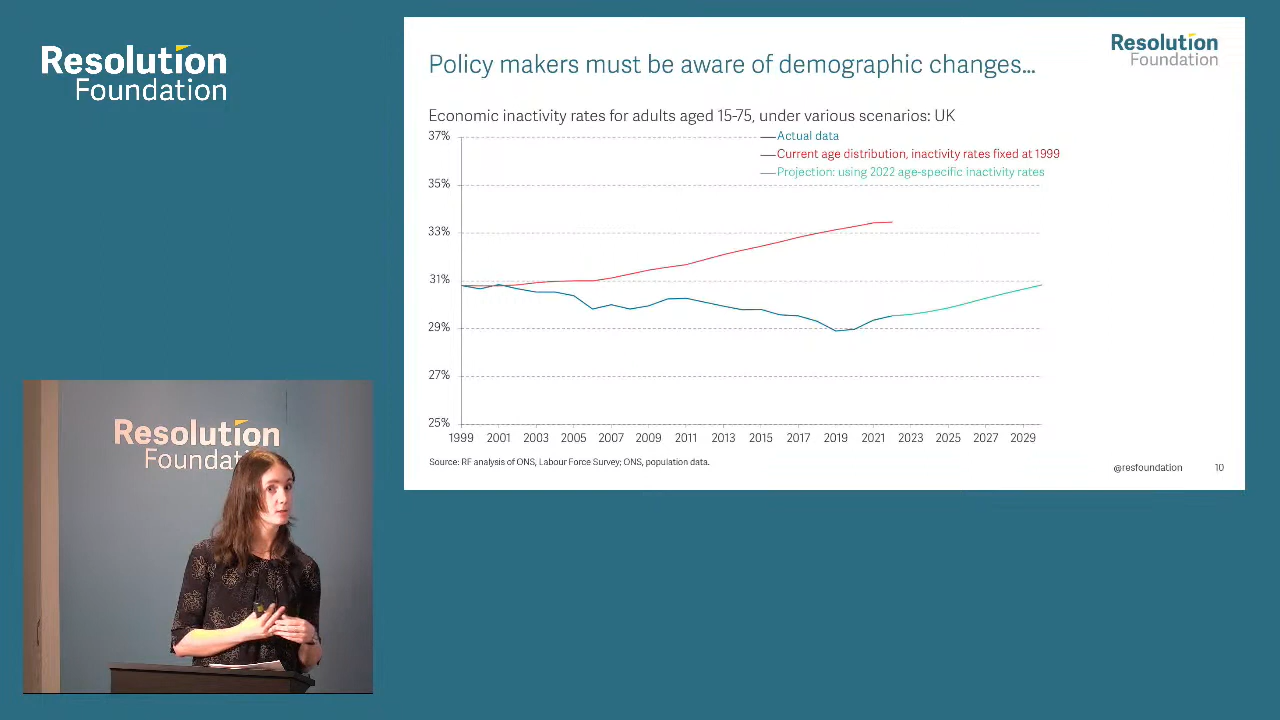 Resolution
Foundation
Resolution
Foundation
Policy makers must be aware of demographic changes...
Economic inactivity rates for adults aged 15-75, under various scenarios: UK
Actual data
Current age distribution, inactivity rates fixed at 1999
Projection: using 2022 age-specific inactivity rates
37%
35%
33%
31%
29%
27%
25%
1999 2001 2003 2005 2007 2009 2011 2013 2015 2017 2019 2021 2023 2025 2027 2029
Source: RF analysis of ONS, Labour Force Survey; ONS, population data.
@resfoundation 10
Resolution
Foundati